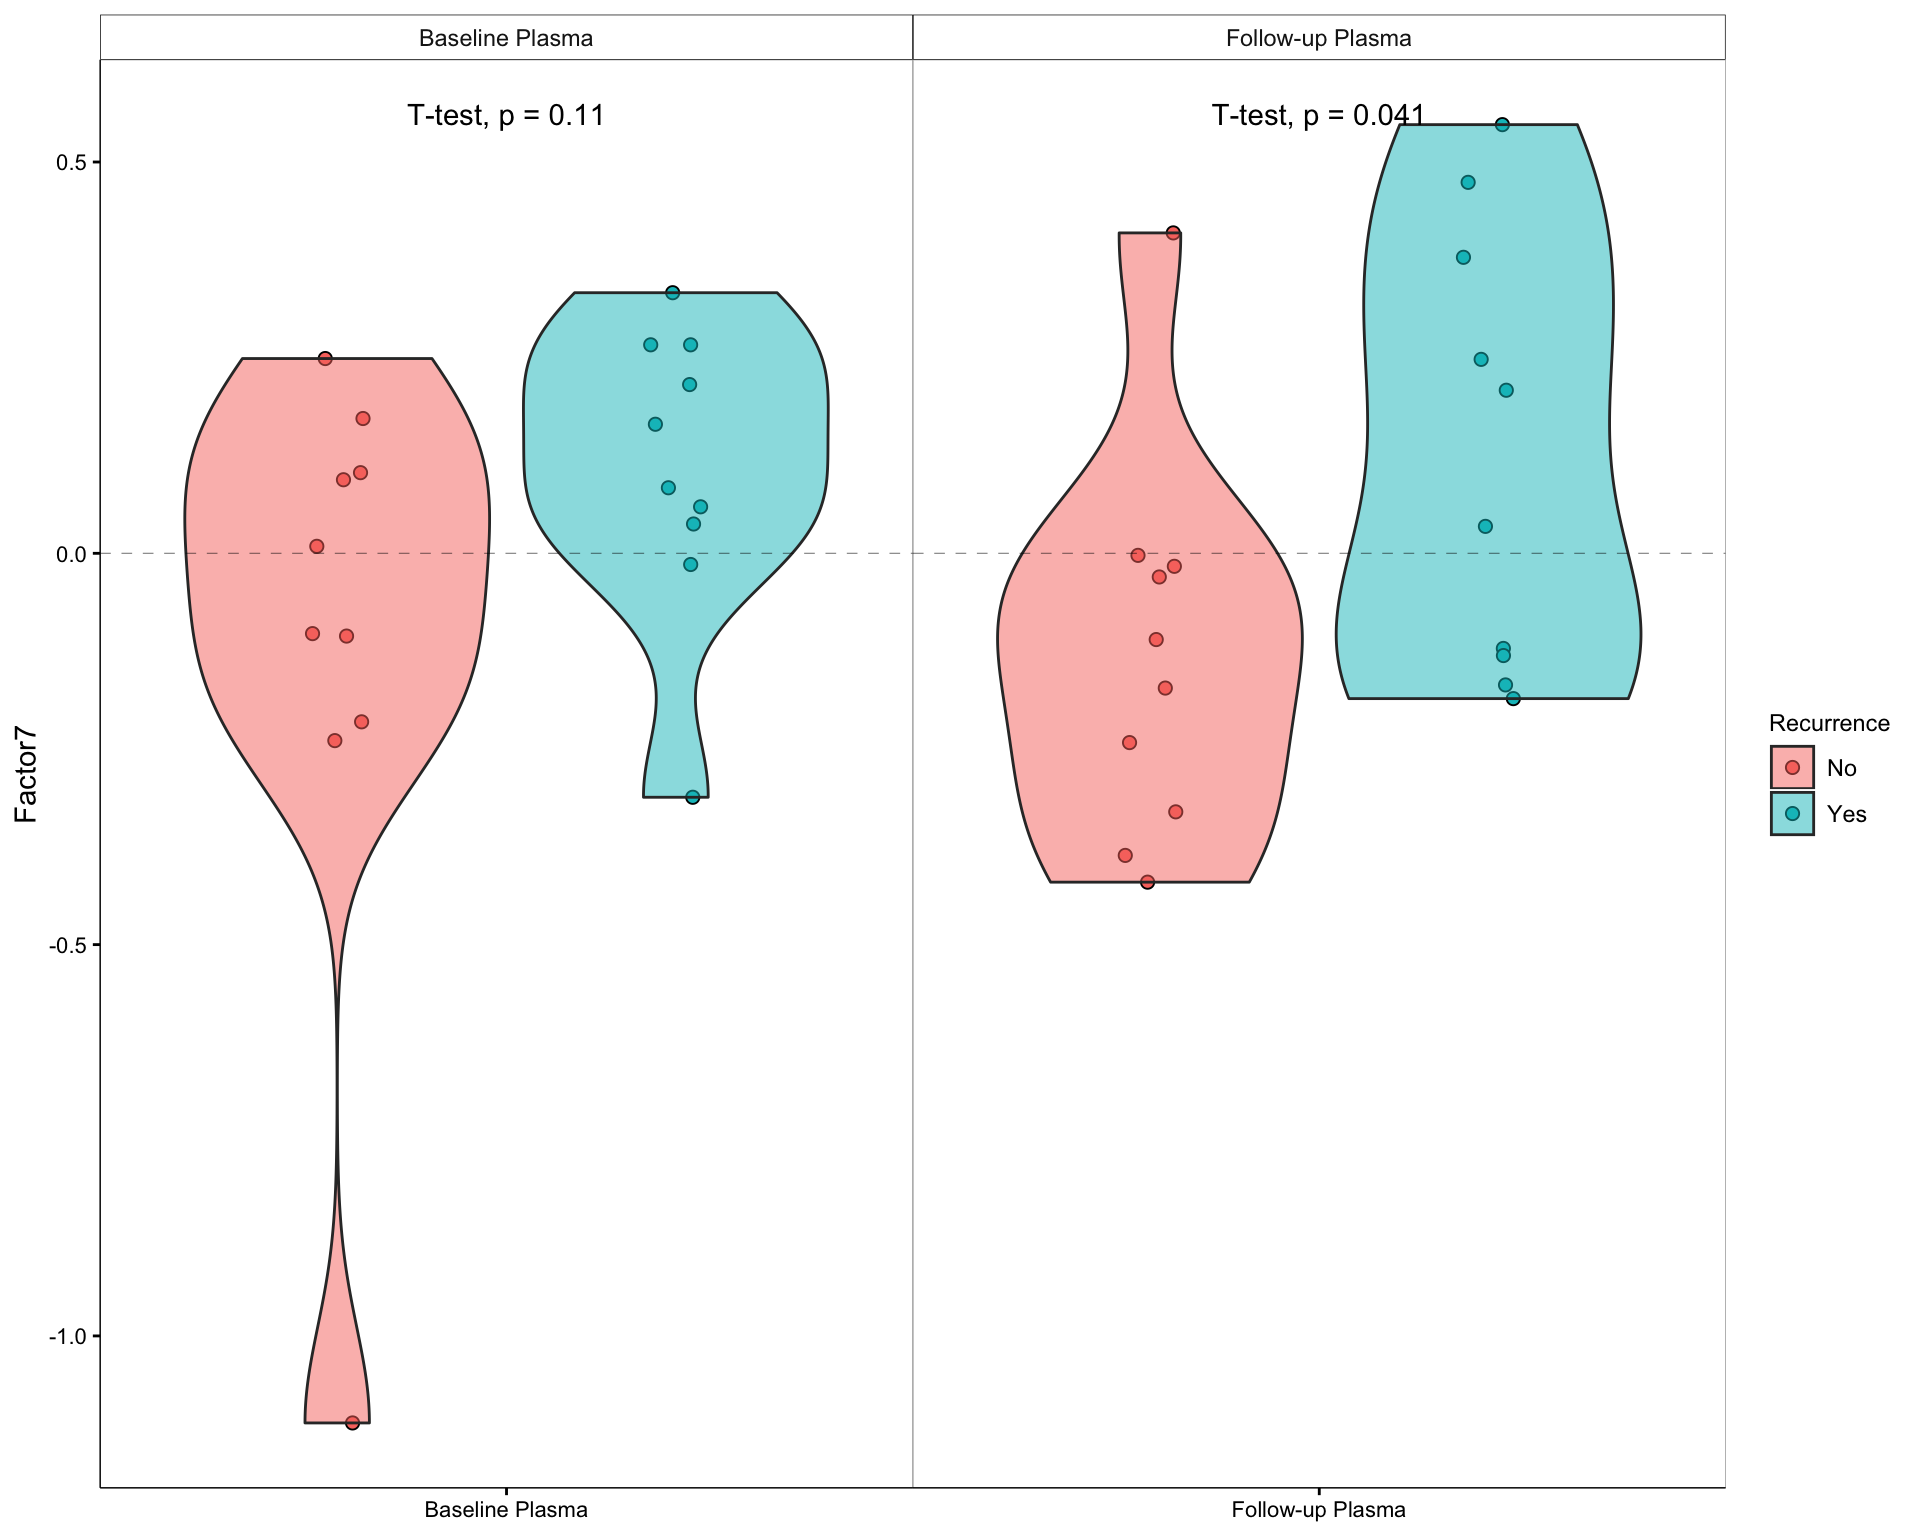 Baseline Plasma
Follow-up Plasma
T-test, p = 0.11
T-test, p = 0.041
0.5
0.0
-0.5
-1.0
Factor7
Baseline Plasma
Follow-up Plasma
Recurrence
No
Yes